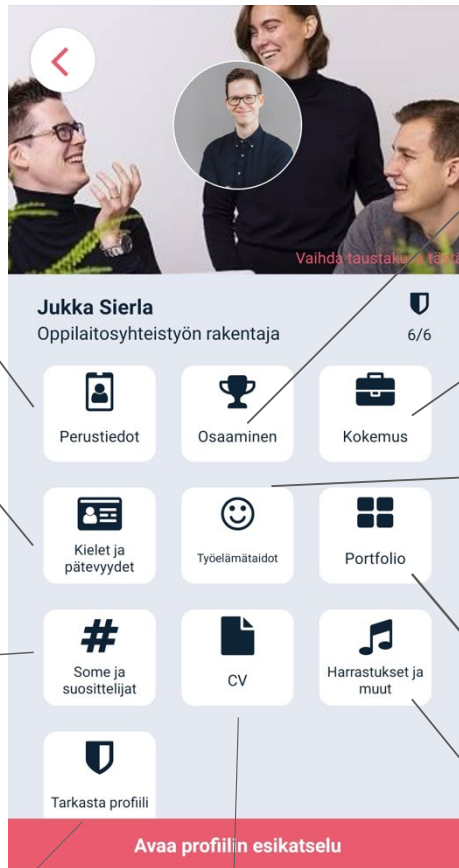 Vaihda taustakuva tästä
Jukka Sierla
Oppilaitosyhteistyön rakentaja
6/6
Perustiedot
Osaaminen
Kokemus
Kielet ja
pätevyydet
Työelämätaidot
Portfolio
Some ja
suosittelijat
CV
Harrastukset ja
muut
Tarkasta profiili
Avaa profiilin esikatselu